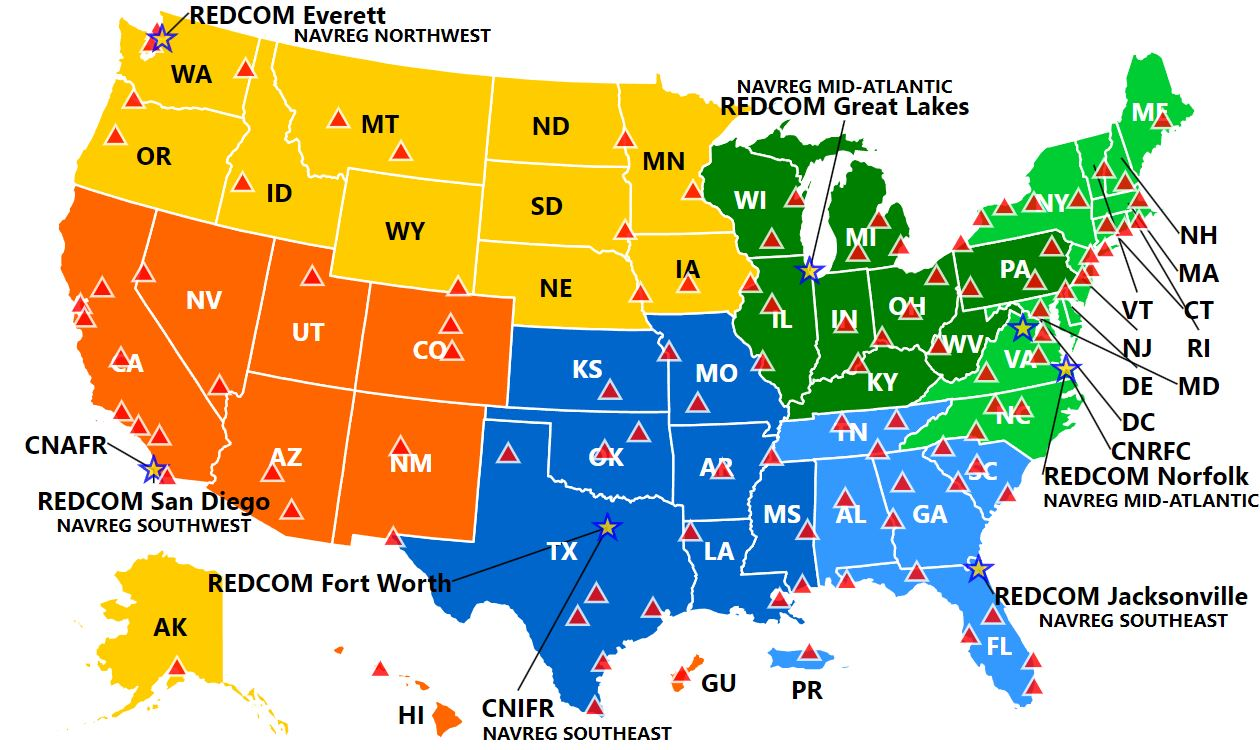 REDCOM Everett
NAVREG NORTHWEST
WA
MT
ND
MN
OR
ID
SD
WY
NE
IA
NAVREG MID-ATLANTIC
REDCOM Great Lakes
WI
MI
ME
NY
PA
IL
IN
OH
WV
KY
VA
NH
MA
VT
CT
NJ
RI
DE
MD
DC
CNRFC
REDCOM Norfolk
NAVREG MID-ATLANTIC
NV
UT
CO
CA
AZ
NM
CNAFR
REDCOM San Diego
NAVREG SOUTHWEST
KS
MO
OK
AR
TX
LA
MS
TN
NC
SC
AL
GA
REDCOM Fort Worth
REDCOM Jacksonville
NAVREG SOUTHEAST
FL
AK
HI
CNIFR
NAVREG SOUTHEAST
GU
PR